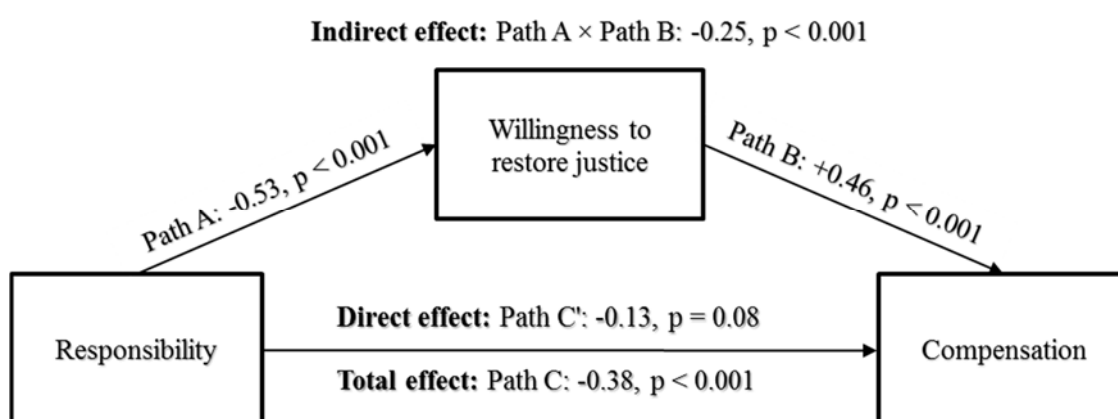 Indirect effect: Path A × Path B: -0.25, p < 0.001
Willingness to
restore justice
Path A: -0.53, p < 0.001
Path B: +0.46, p < 0.001
Responsibility
Direct effect: Path C': -0.13, p = 0.08
Total effect: Path C: -0.38, p < 0.001
Compensation